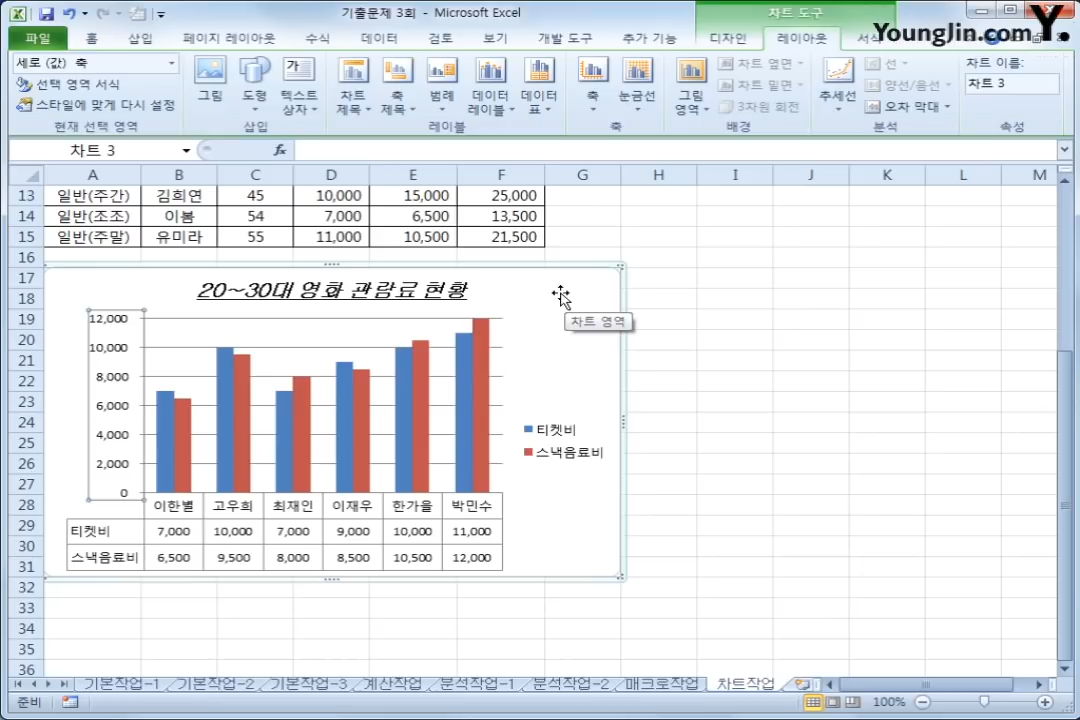 기출문제 3회 - Microsoft Excel
차트 도구
YoungJin.com Y.
파일 홈 삽입 페이지 레이아웃 수식 데이터 검토 보기 개발 도구 추가 기능 디자인 레이아웃 서식
세로 (값) 축
선택 영역 서식
스타일에 맞게 다시 설정
현재 선택 영역
그림 도형 텍스트 상자
삽입
차트 제목 축 제목 범례 데이터 레이블 데이터 표
레이블
축 눈금선
축
그림 영역 차트 옆면 차트 밑면 3차원 회전
배경
추세선 선 양선/음선 오차 막대
분석
차트 이름:
차트 3
속성
차트 3 fx
A B C D E F G H I J K L M
13 일반(주간) 김희연 45 10,000 15,000 25,000
14 일반(조조) 이봄 54 7,000 6,500 13,500
15 일반(주말) 유미라 55 11,000 10,500 21,500
16
17
18
19
20
21
22
23
24
25
26
27
28
29
30
31
32
33
34
35
36
20~30대 영화 관람료 현황
차트 영역
12,000
10,000
8,000
6,000
4,000
2,000
0
티켓비
스낵음료비
이한별 고우희 최재인 이재우 한가을 박민수
티켓비 7,000 10,000 7,000 9,000 10,000 11,000
스낵음료비 6,500 9,500 8,000 8,500 10,500 12,000
기본작업-1 기본작업-2 기본작업-3 계산작업 분석작업-1 분석작업-2 매크로작업 차트작업
준비 100%